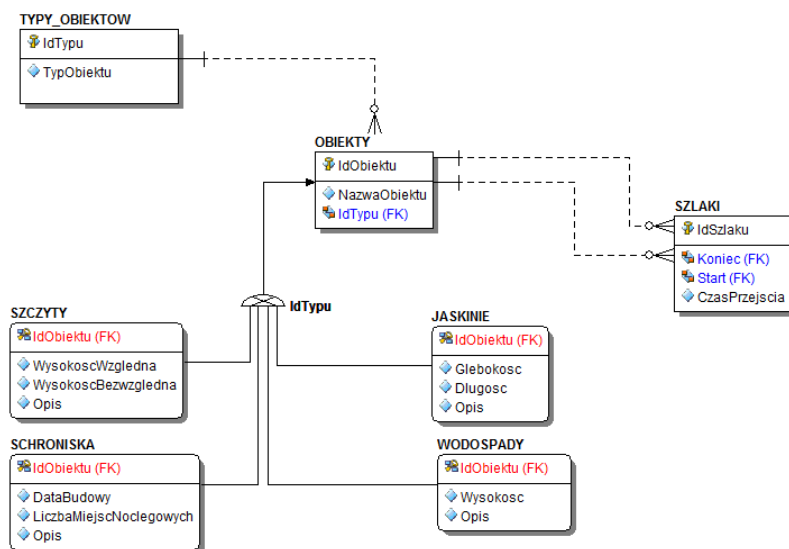 TYPY_OBIEKTOW
IdTypu
TypObiektu
OBIEKTY
IdObiektu
NazwaObiektu
IdTypu (FK)
SZLAKI
IdSzlaku
Koniec (FK)
Start (FK)
CzasPrzejscia
IdTypu
SZCZYTY
IdObiektu (FK)
WysokoscWzgledna
WysokoscBezwzgledna
Opis
JASKINIE
IdObiektu (FK)
Glebokosc
Dlugosc
Opis
SCHRONISKA
IdObiektu (FK)
DataBudowy
LiczbaMiejscNoclegowych
Opis
WODOSPADY
IdObiektu (FK)
Wysokosc
Opis